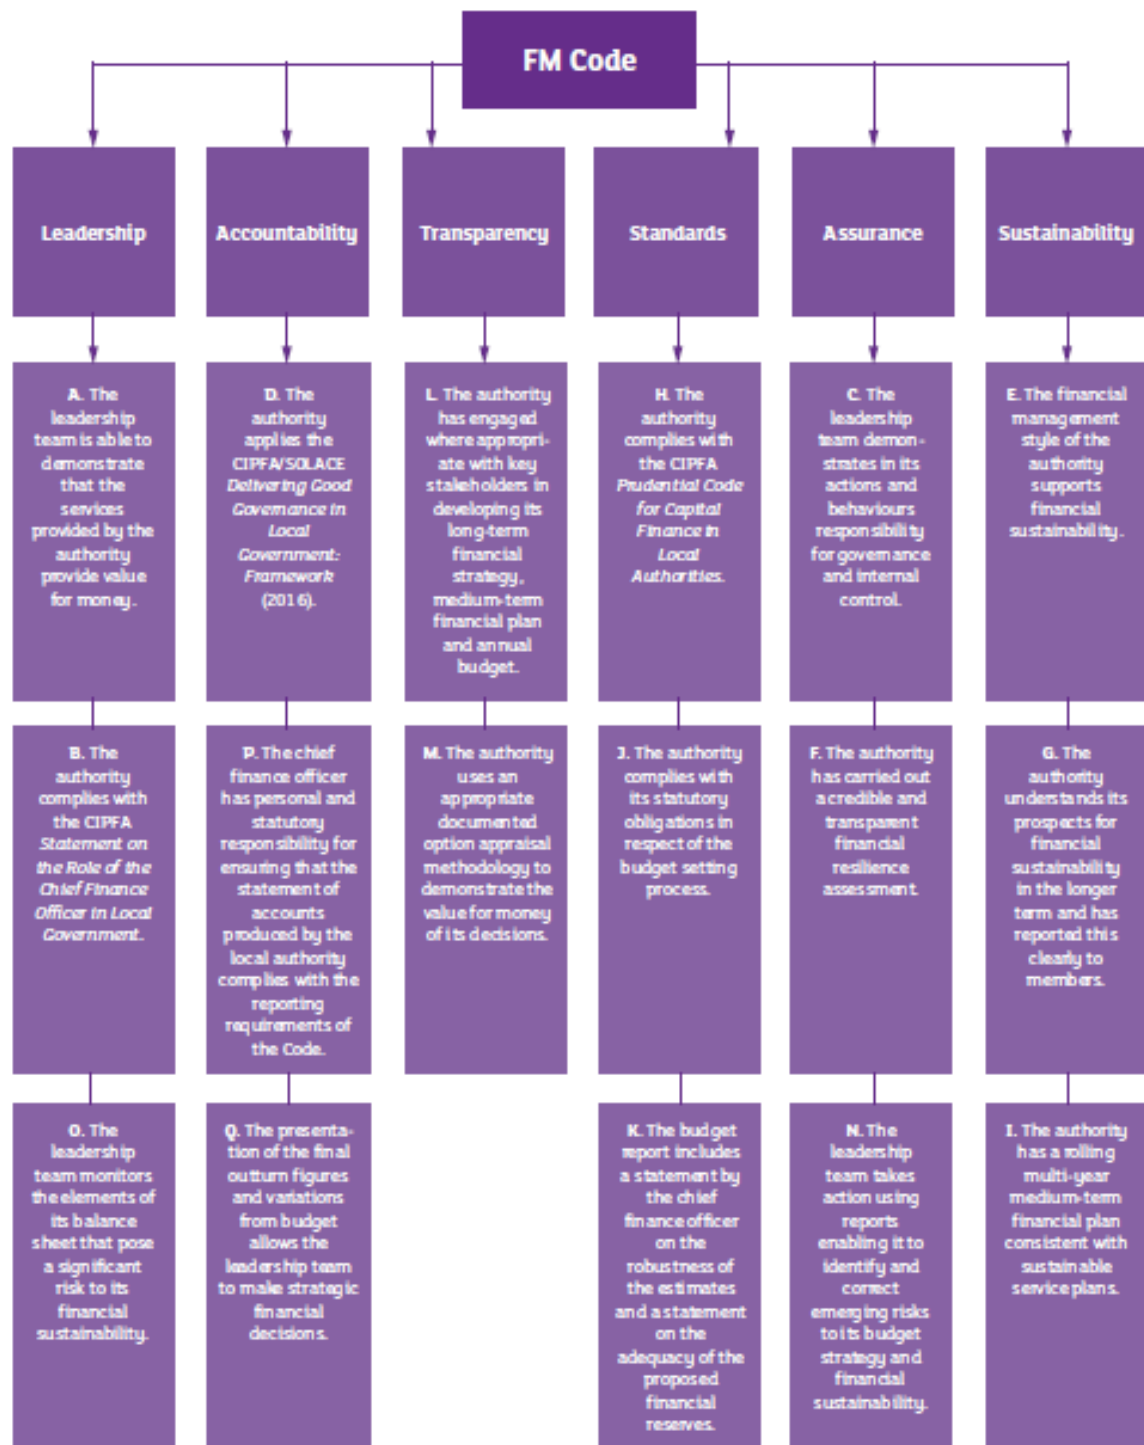 FM Code
Leadership
Accountability
Transparency
Standards
Assurance
Sustainability
A. The
leadership
team is able to
demonstrate
that the
services
provided by the
authority
provide value
for money.
D. The
authority
applies the
CIPFA/SOLACE
Delivering Good
Governance in
Local
Government:
Framework
(2016).
L. The authority
has engaged
where appropri-
ate with key
stakeholders in
developing its
long-term
financial
strategy,
medium-term
financial plan
and annual
budget.
H. The
authority
complies with
the CIPFA
Prudential Code
for Capital
Finance in
Local
Authorities.
C. The
leadership
team demon-
strates in its
actions and
behaviours
responsibility
for governance
and internal
control.
E. The financial
management
style of the
authority
supports
financial
sustainability.
B. The
authority
complies with
the CIPFA
Statement on
the Role of the
Chief Finance
Officer in Local
Government.
P. The chief
finance officer
has personal and
statutory
responsibility for
ensuring that the
statement of
accounts
produced by the
local authority
complies with the
reporting
requirements of
the Code.
M. The authority
uses an
appropriate
documented
option appraisal
methodology to
demonstrate the
value for money
of its decisions.
J. The authority
complies with
its statutory
obligations in
respect of the
budget setting
process.
F. The authority
has carried out
a credible and
transparent
financial
resilience
assessment.
G. The
authority
understands its
prospects for
financial
sustainability
in the longer
term and has
reported this
clearly to
members.
O. The
leadership
team monitors
the elements of
its balance
sheet that pose
a significant
risk to its
financial
sustainability.
Q. The presenta-
tion of the final
outturn figures
and variations
from budget
allows the
leadership team
to make strategic
financial
decisions.
K. The budget
report includes
a statement by
the chief
finance officer
on the
robustness of
the estimates
and a statement
on the
adequacy of the
proposed
financial
reserves.
N. The
leadership
team takes
action using
reports
enabling it to
identify and
correct
emerging risks
to its budget
strategy and
financial
sustainability.
I. The authority
has a rolling
multi-year
medium-term
financial plan
consistent with
sustainable
service plans.